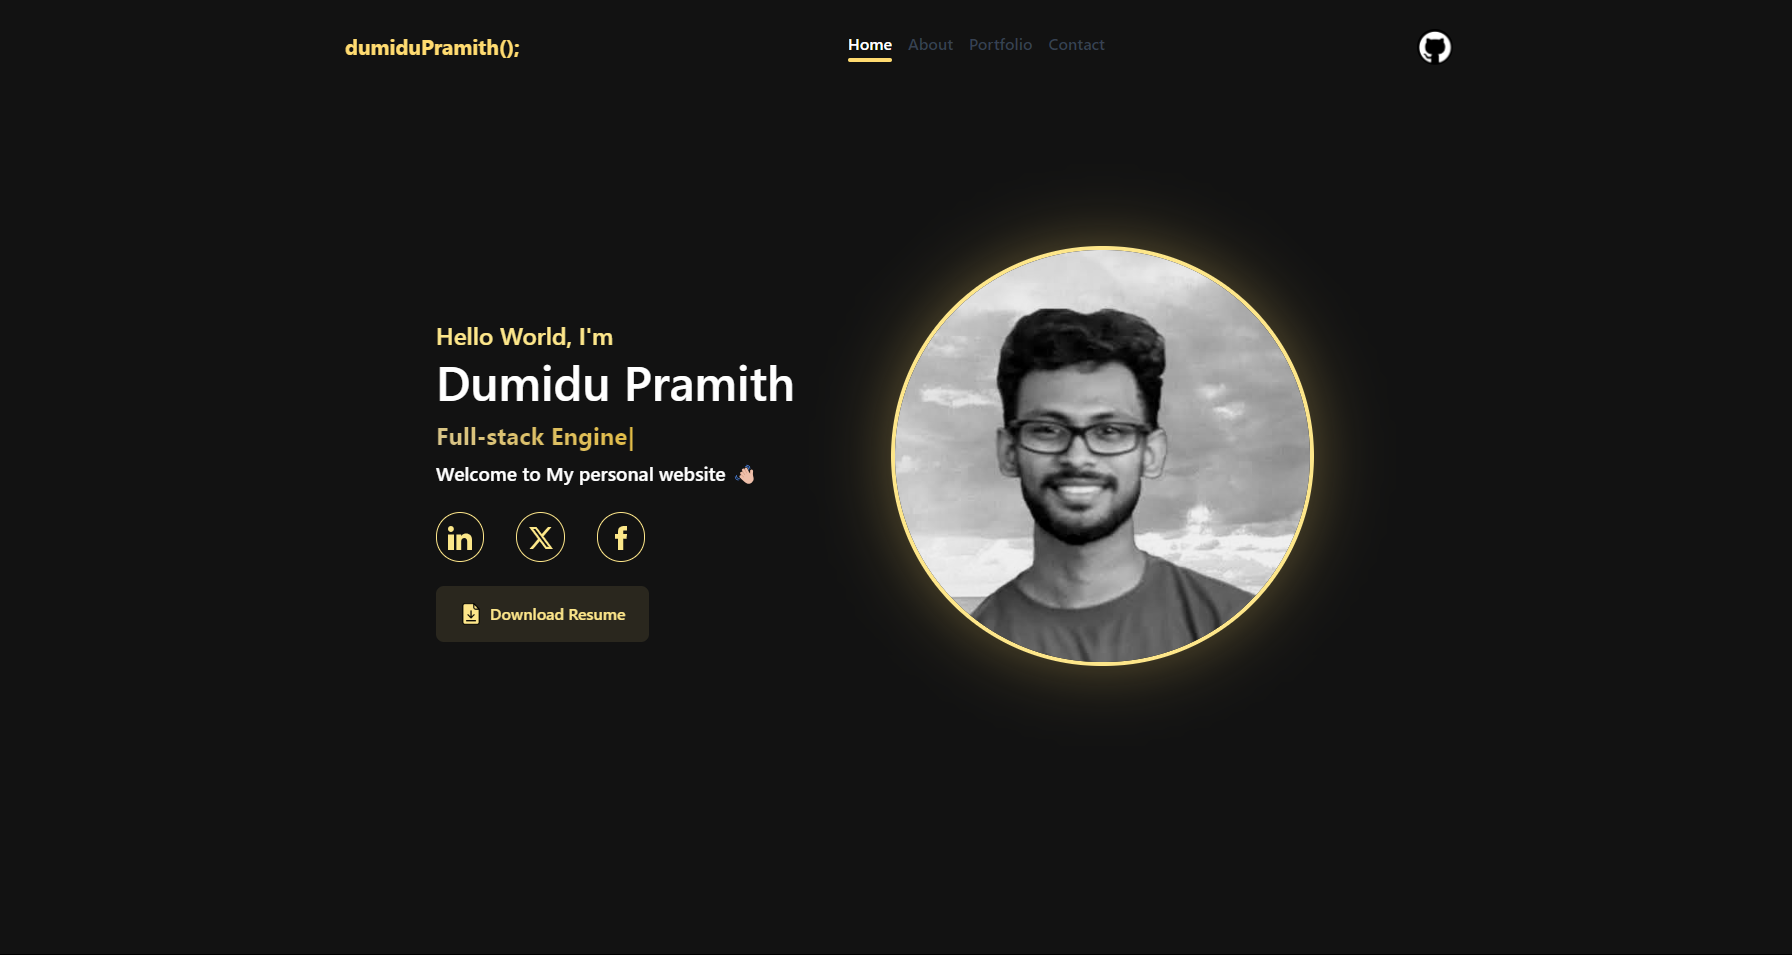 dumiduPramith();
Home About Portfolio Contact
Hello World, I'm
Dumidu Pramith
Full-stack Engine|
Welcome to My personal website 👋🏻
in X f
Download Resume